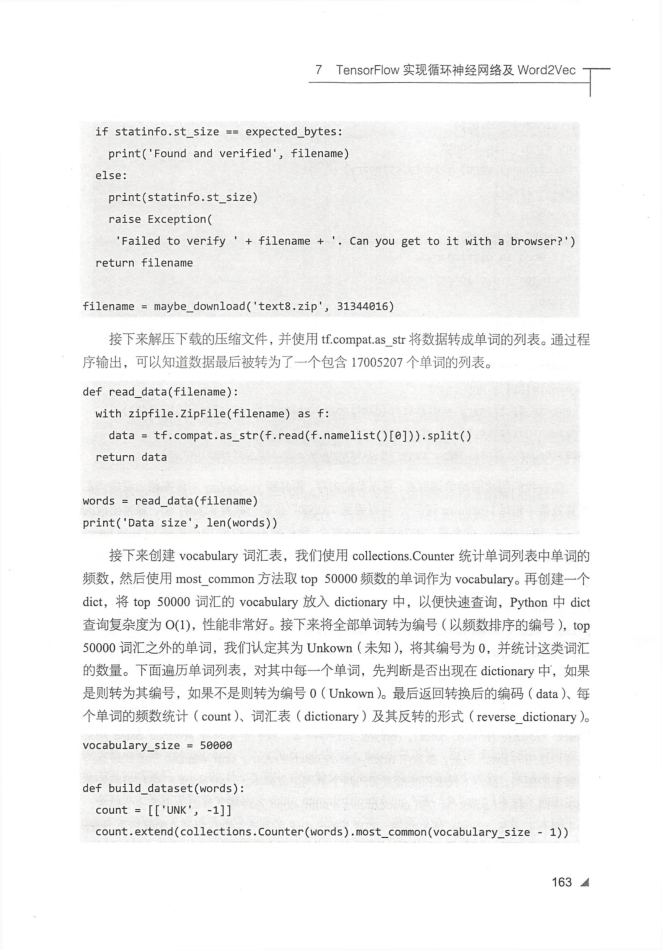 7 TensorFlow 实现循环神经网络及 Word2Vec
if statinfo.st_size == expected_bytes:
print('Found and verified', filename)
else:
print(statinfo.st_size)
raise Exception(
'Failed to verify ' + filename + '. Can you get to it with a browser?')
return filename
filename = maybe_download('text8.zip', 31344016)
接下来解压下载的压缩文件，并使用 tf.compat.as_str 将数据转成单词的列表。通过程
序输出，可以知道数据最后被转为了一个包含 17005207 个单词的列表。
def read_data(filename):
with zipfile.ZipFile(filename) as f:
data = tf.compat.as_str(f.read(f.namelist()[0])).split()
return data
words = read_data(filename)
print('Data size', len(words))
接下来创建 vocabulary 词汇表，我们使用 collections.Counter 统计单词列表中单词的
频数，然后使用 most_common 方法取 top 50000 频数的单词作为 vocabulary。再创建一个
dict，将 top 50000 词汇的 vocabulary 放入 dictionary 中，以便快速查询，Python 中 dict
查询复杂度为 O(1)，性能非常好。接下来将全部单词转为编号（以频数排序的编号），top
50000 词汇之外的单词，我们认定其为 Unkown（未知），将其编号为 0，并统计这类词汇
的数量。下面遍历单词列表，对其中每一个单词，先判断是否出现在 dictionary 中，如果
是则转为其编号，如果不是则转为编号 0（Unkown）。最后返回转换后的编码（data）、每
个单词的频数统计（count）、词汇表（dictionary）及其反转的形式（reverse_dictionary）。
vocabulary_size = 50000
def build_dataset(words):
count = [['UNK', -1]]
count.extend(collections.Counter(words).most_common(vocabulary_size - 1))
163